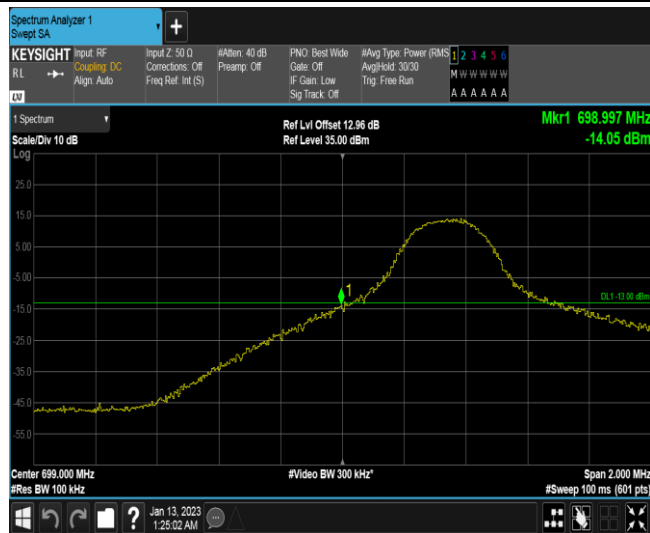 Spectrum Analyzer 1
Swept SA
+
KEYSIGHT
RL
LXI
Input: RF
Coupling: DC
Align: Auto
Input Z: 50 Ω
Corrections: Off
Freq Ref: Int (S)
#Atten: 40 dB
Preamp: Off
PNO: Best Wide
Gate: Off
IF Gain: Low
Sig Track: Off
#Avg Type: Power (RMS
Avg|Hold: 30/30
Trig: Free Run
1 2 3 4 5 6
M W W W W W
A A A A A A
1 Spectrum
Scale/Div 10 dB
Log
Ref Lvl Offset 12.96 dB
Ref Level 35.00 dBm
Mkr1 698.997 MHz
-14.05 dBm
25.0
15.0
5.00
-5.00
1
DL1 -13.00 dBm
-15.0
-25.0
-35.0
-45.0
-55.0
Center 699.000 MHz
#Res BW 100 kHz
#Video BW 300 kHz*
Span 2.000 MHz
#Sweep 100 ms (601 pts)
?
Jan 13, 2023
1:25:02 AM